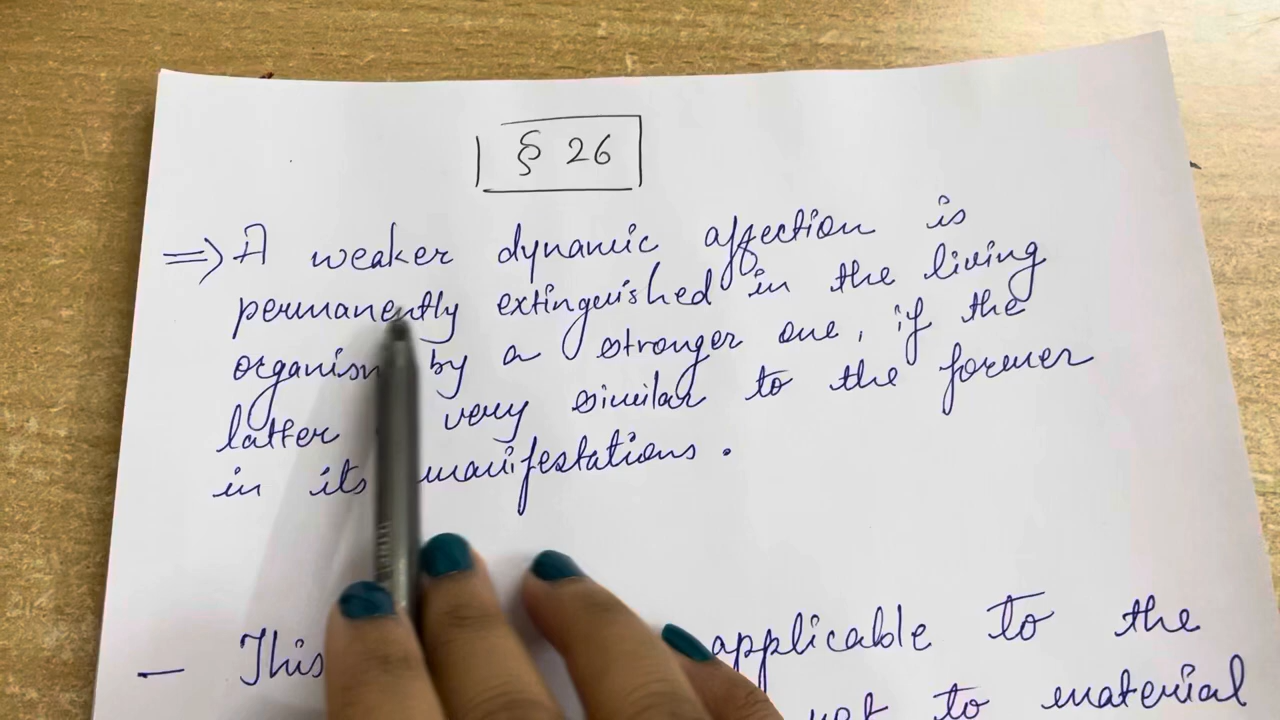 § 26
=> A weaker dynamic affection is
permanently extinguished in the living
organism by a stronger one, if the
latter very similar to the former
in its manifestations.
- This applicable to the
not to material